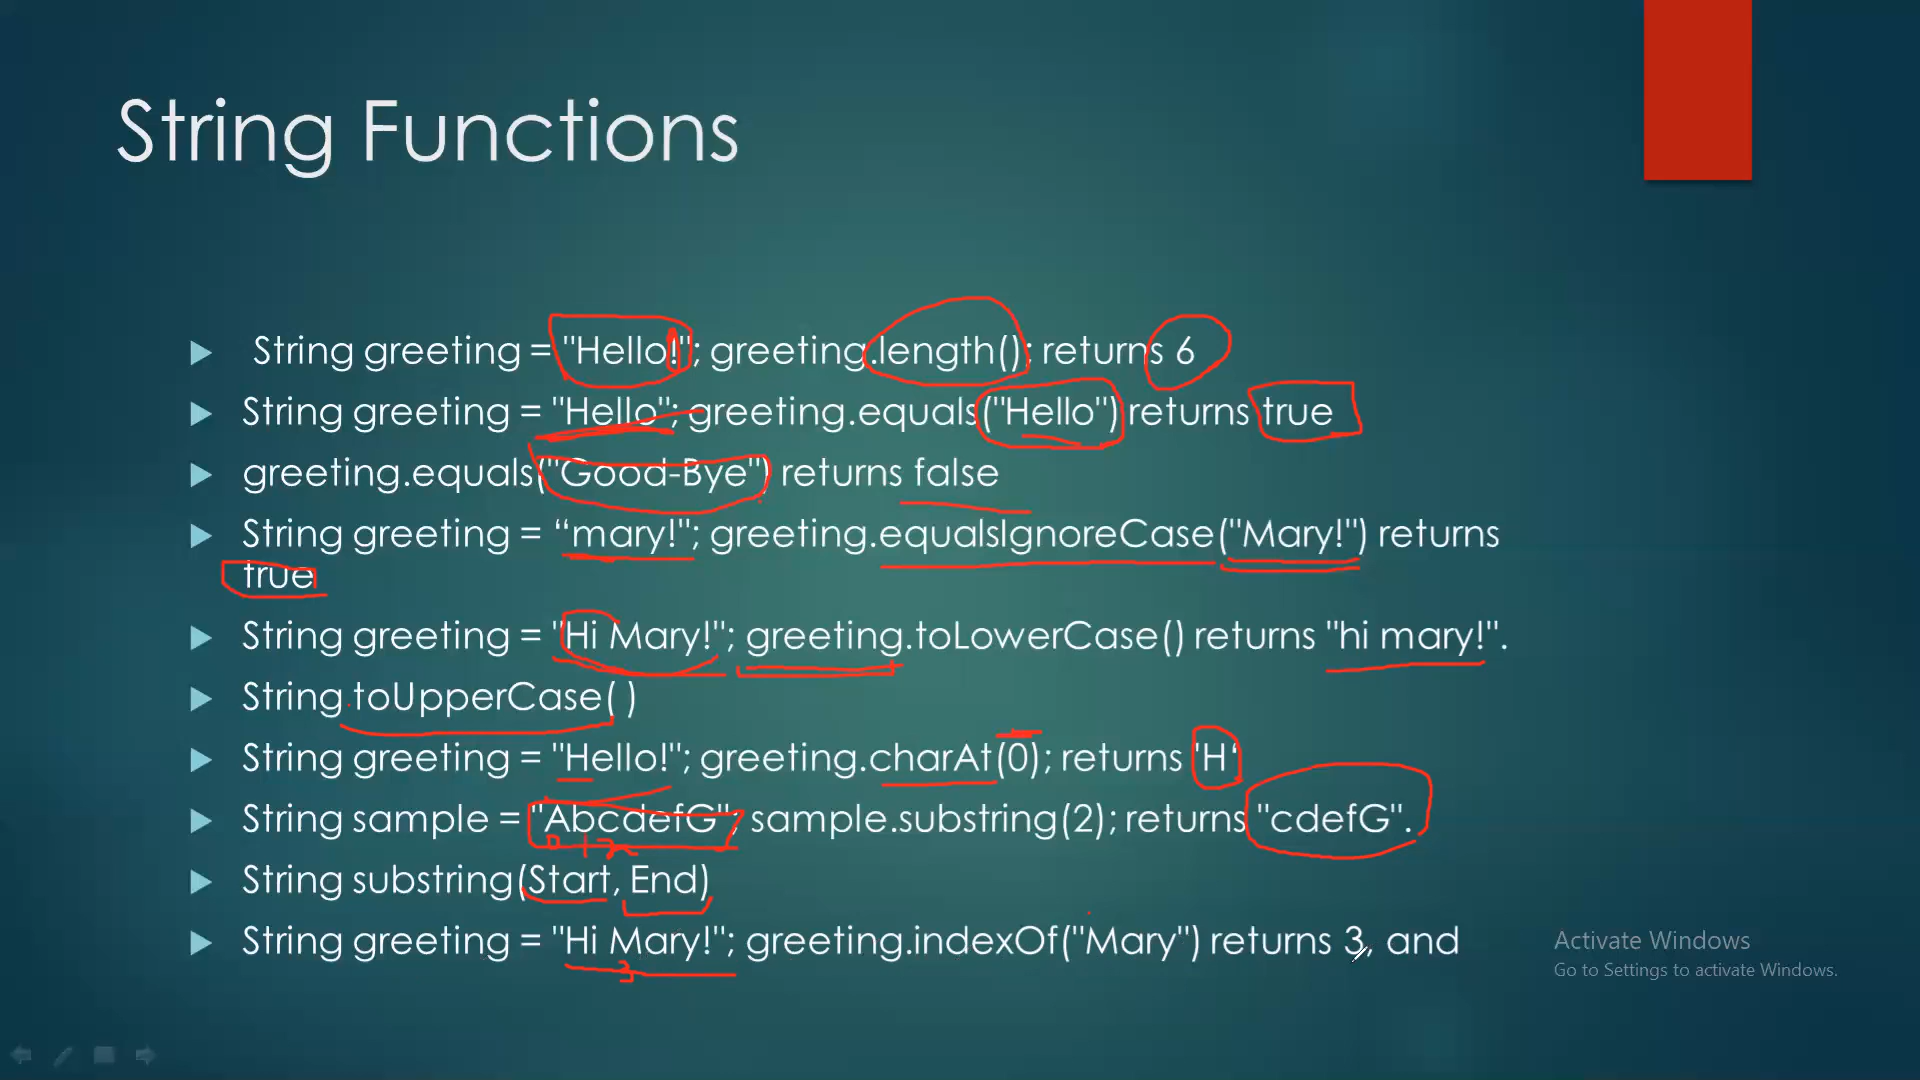 String Functions
String greeting = "Hello!"; greeting.length(); returns 6
String greeting = "Hello"; greeting.equals("Hello") returns true
greeting.equals("Good-Bye") returns false
String greeting = “mary!"; greeting.equalsIgnoreCase("Mary!") returns
true
String greeting = "Hi Mary!"; greeting.toLowerCase() returns "hi mary!".
String toUpperCase( )
String greeting = "Hello!"; greeting.charAt(0); returns 'H‘
String sample = "AbcdefG"; sample.substring(2); returns "cdefG".
0 1 2
String substring(Start, End)
String greeting = "Hi Mary!"; greeting.indexOf("Mary") returns 3, and
3
Activate Windows
Go to Settings to activate Windows.